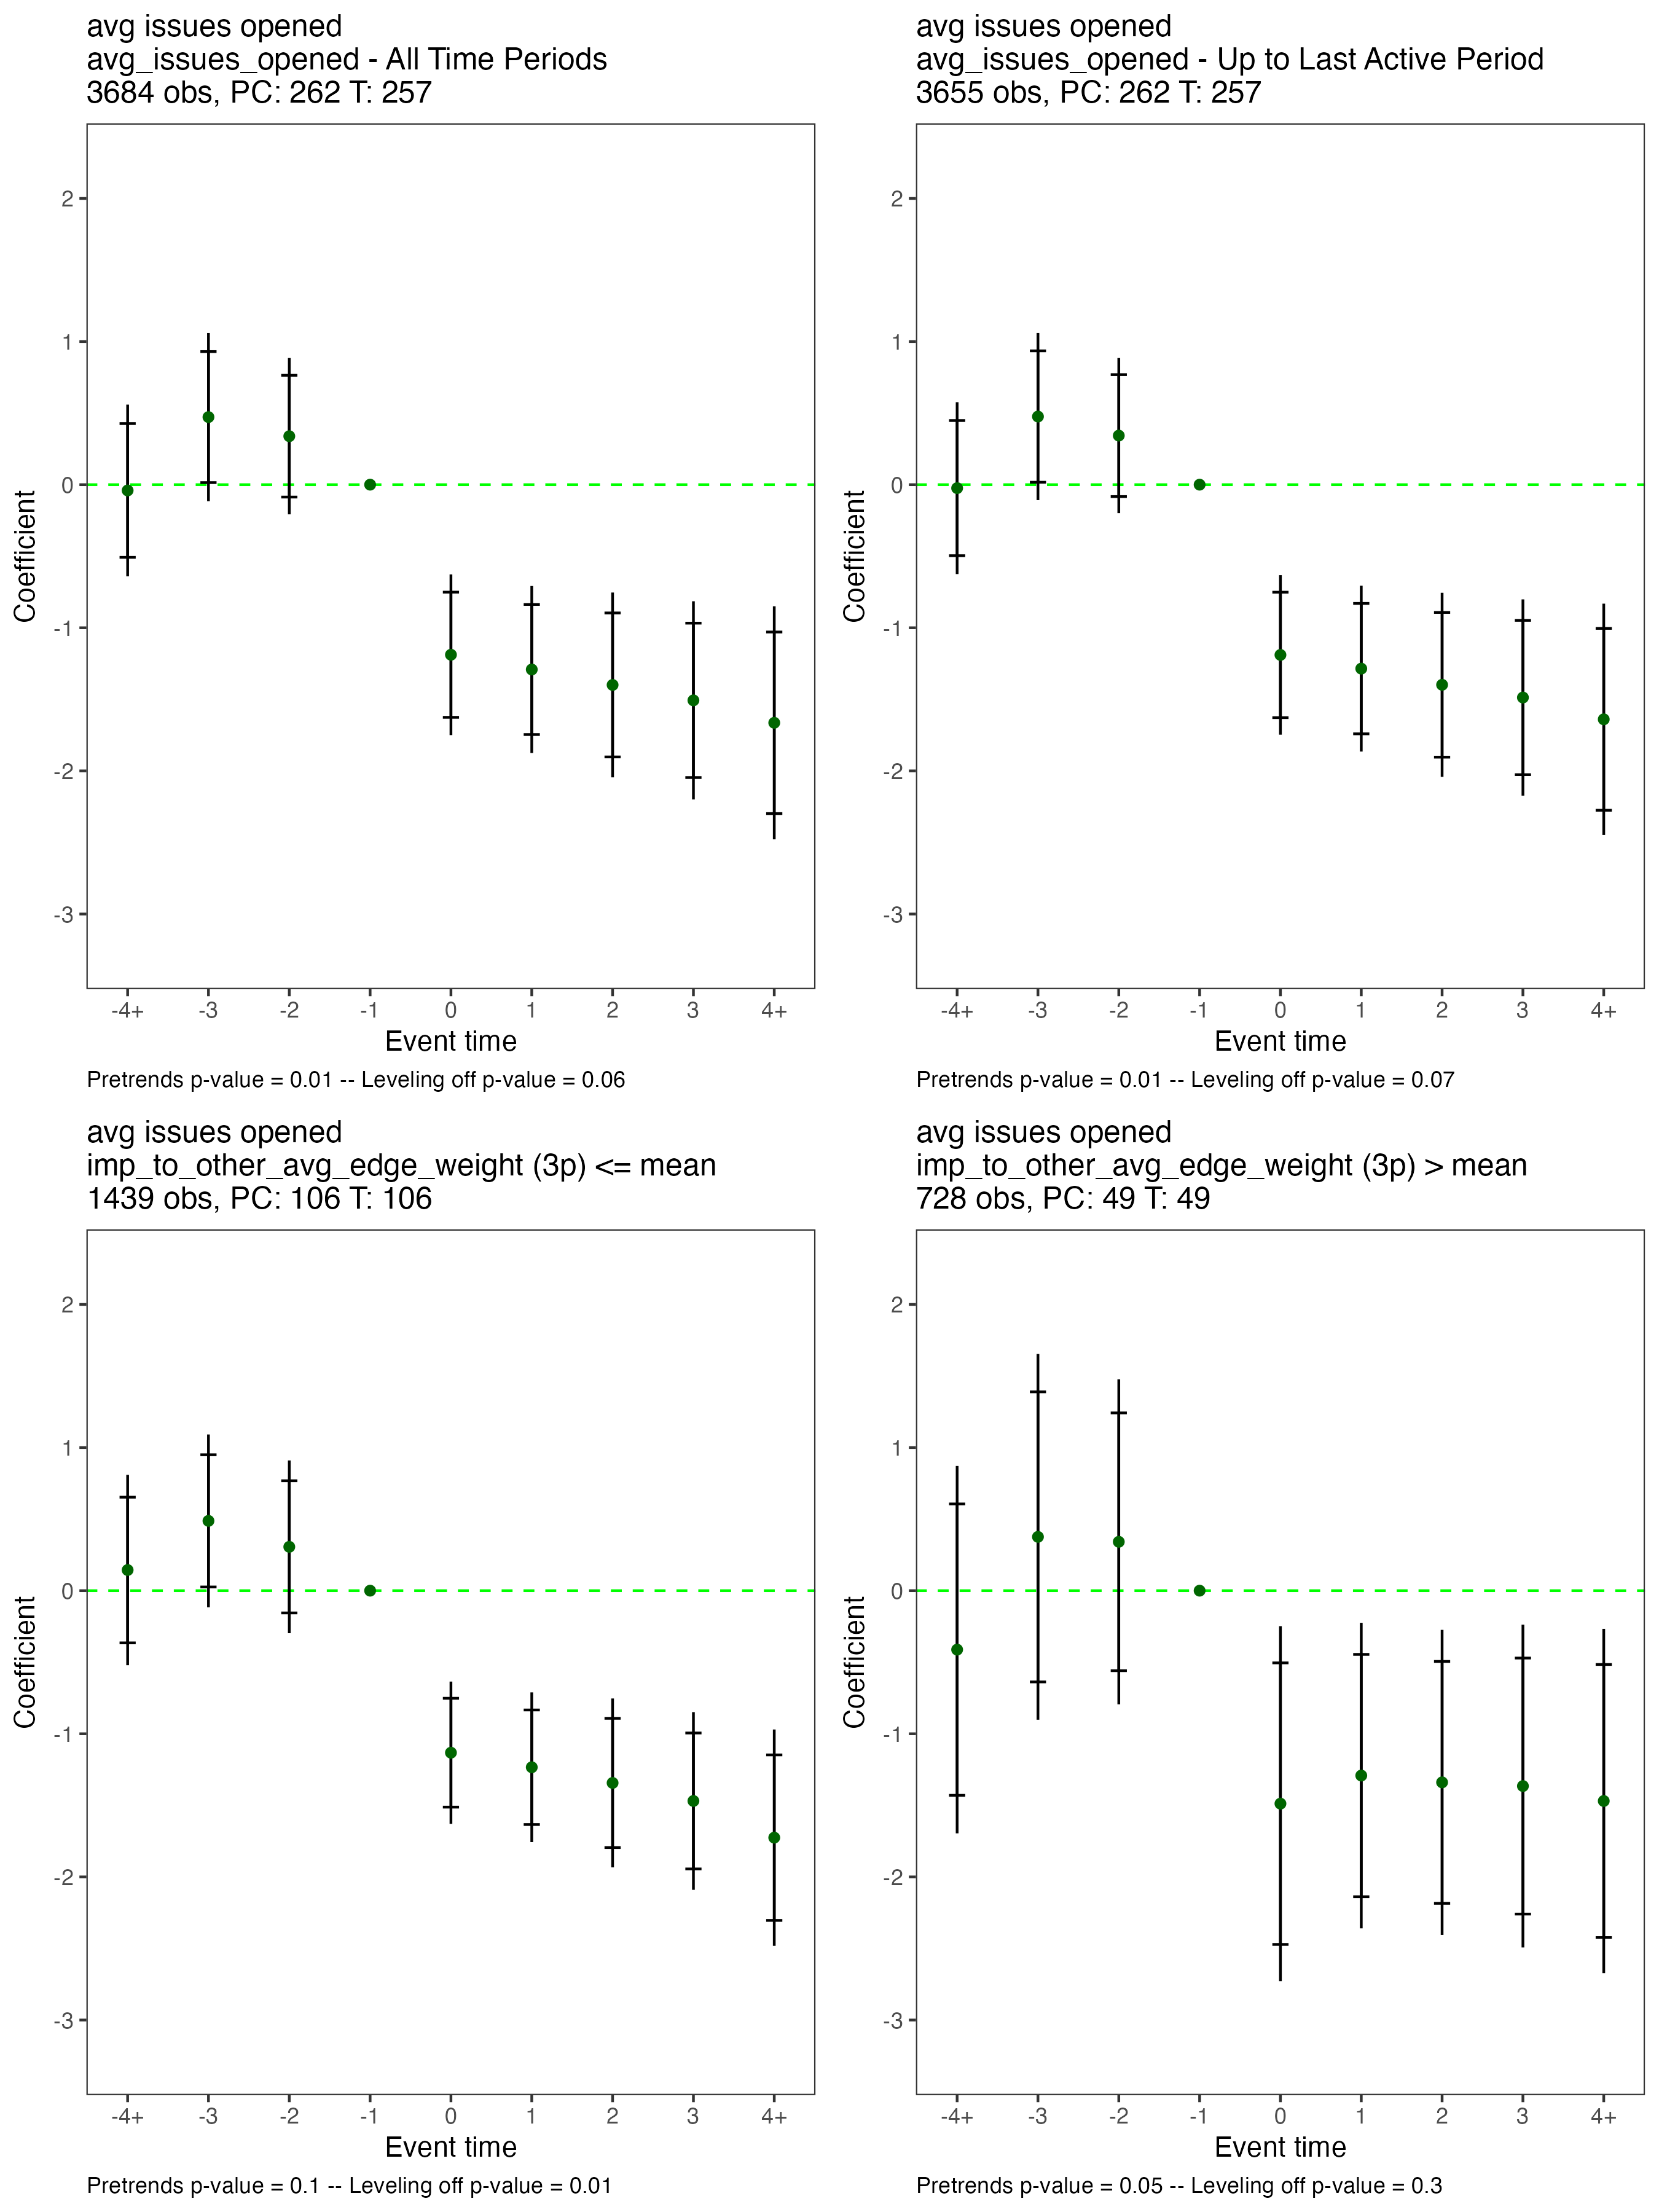 avg issues opened
avg_issues_opened - All Time Periods
3684 obs, PC: 262 T: 257
2
1
0
-1
-2
-3
Coefficient
-4+ -3 -2 -1 0 1 2 3 4+
Event time
Pretrends p-value = 0.01 -- Leveling off p-value = 0.06
avg issues opened
avg_issues_opened - Up to Last Active Period
3655 obs, PC: 262 T: 257
2
1
0
-1
-2
-3
Coefficient
-4+ -3 -2 -1 0 1 2 3 4+
Event time
Pretrends p-value = 0.01 -- Leveling off p-value = 0.07
avg issues opened
imp_to_other_avg_edge_weight (3p) <= mean
1439 obs, PC: 106 T: 106
2
1
0
-1
-2
-3
Coefficient
-4+ -3 -2 -1 0 1 2 3 4+
Event time
Pretrends p-value = 0.1 -- Leveling off p-value = 0.01
avg issues opened
imp_to_other_avg_edge_weight (3p) > mean
728 obs, PC: 49 T: 49
2
1
0
-1
-2
-3
Coefficient
-4+ -3 -2 -1 0 1 2 3 4+
Event time
Pretrends p-value = 0.05 -- Leveling off p-value = 0.3